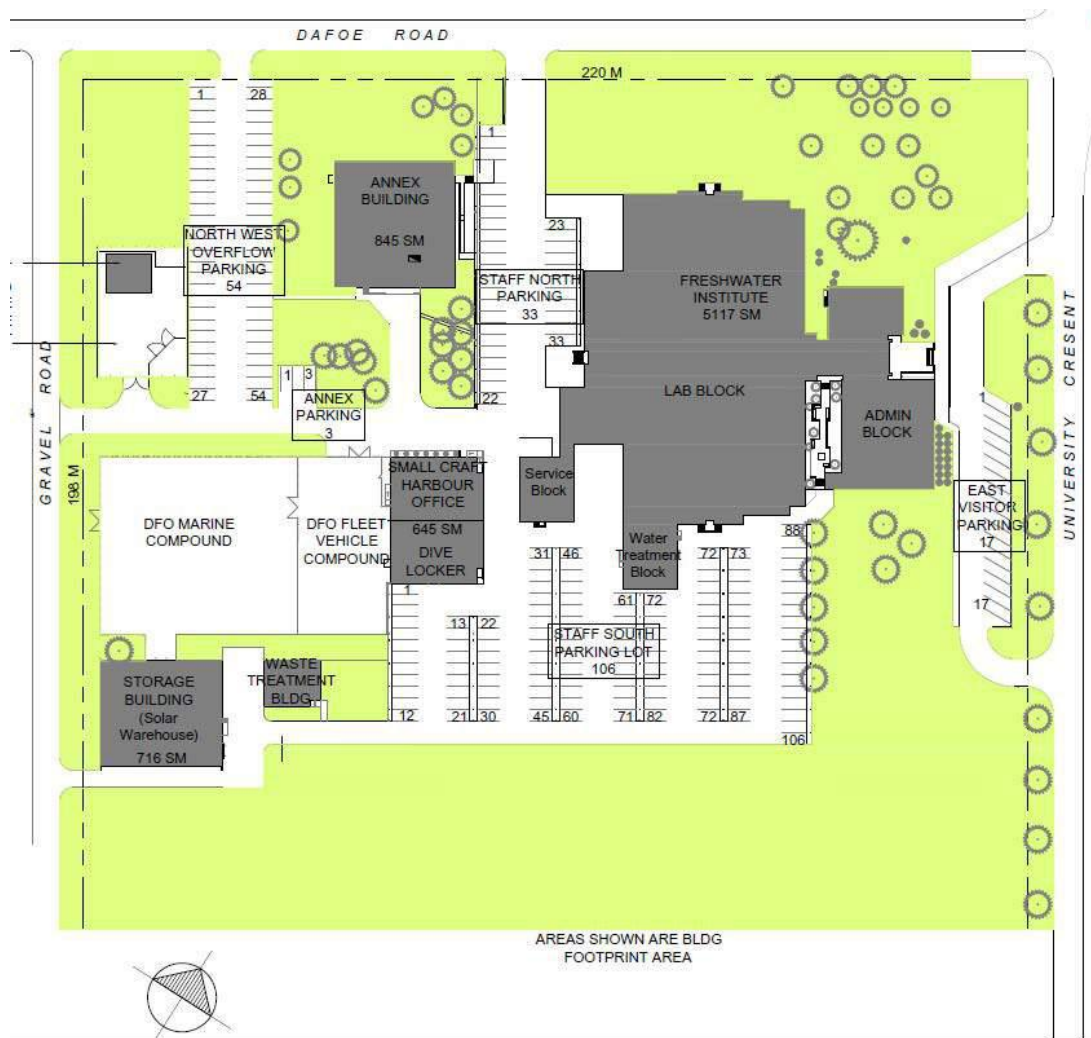 DAFOE ROAD
220 M
1
28
1
ANNEX
BUILDING
845 SM
NORTH WEST
OVERFLOW
PARKING
54
23
STAFF NORTH
PARKING
33
33
FRESHWATER
INSTITUTE
5117 SM
GRAVEL ROAD
UNIVERSITY CRESENT
1
3
27
54
ANNEX
PARKING
3
22
LAB BLOCK
ADMIN
BLOCK
1
198 M
SMALL CRAFT
HARBOUR
OFFICE
645 SM
DIVE
LOCKER
Service
Block
EAST
VISITOR
PARKING
17
DFO MARINE
COMPOUND
DFO FLEET
VEHICLE
COMPOUND
Water
Treatment
Block
31
46
72
73
88
1
61
72
17
13
22
STAFF SOUTH
PARKING LOT
106
WASTE
TREATMENT
BLDG
STORAGE
BUILDING
(Solar
Warehouse)
716 SM
12
21
30
45
60
71
82
72
87
106
AREAS SHOWN ARE BLDG
FOOTPRINT AREA